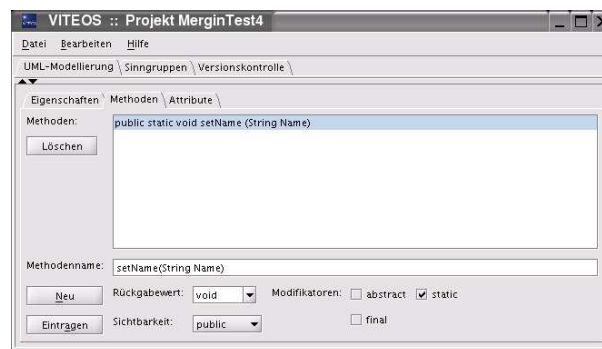 VITEOS :: Projekt MerginTest4
Datei Bearbeiten Hilfe
UML-Modellierung Sinngruppen Versionskontrolle
Eigenschaften Methoden Attribute
Methoden: public static void setName (String Name)
Löschen
Methodenname: setName(String Name)
Neu Rückgabewert: void Modifikatoren: abstract static
Eintragen Sichtbarkeit: public final